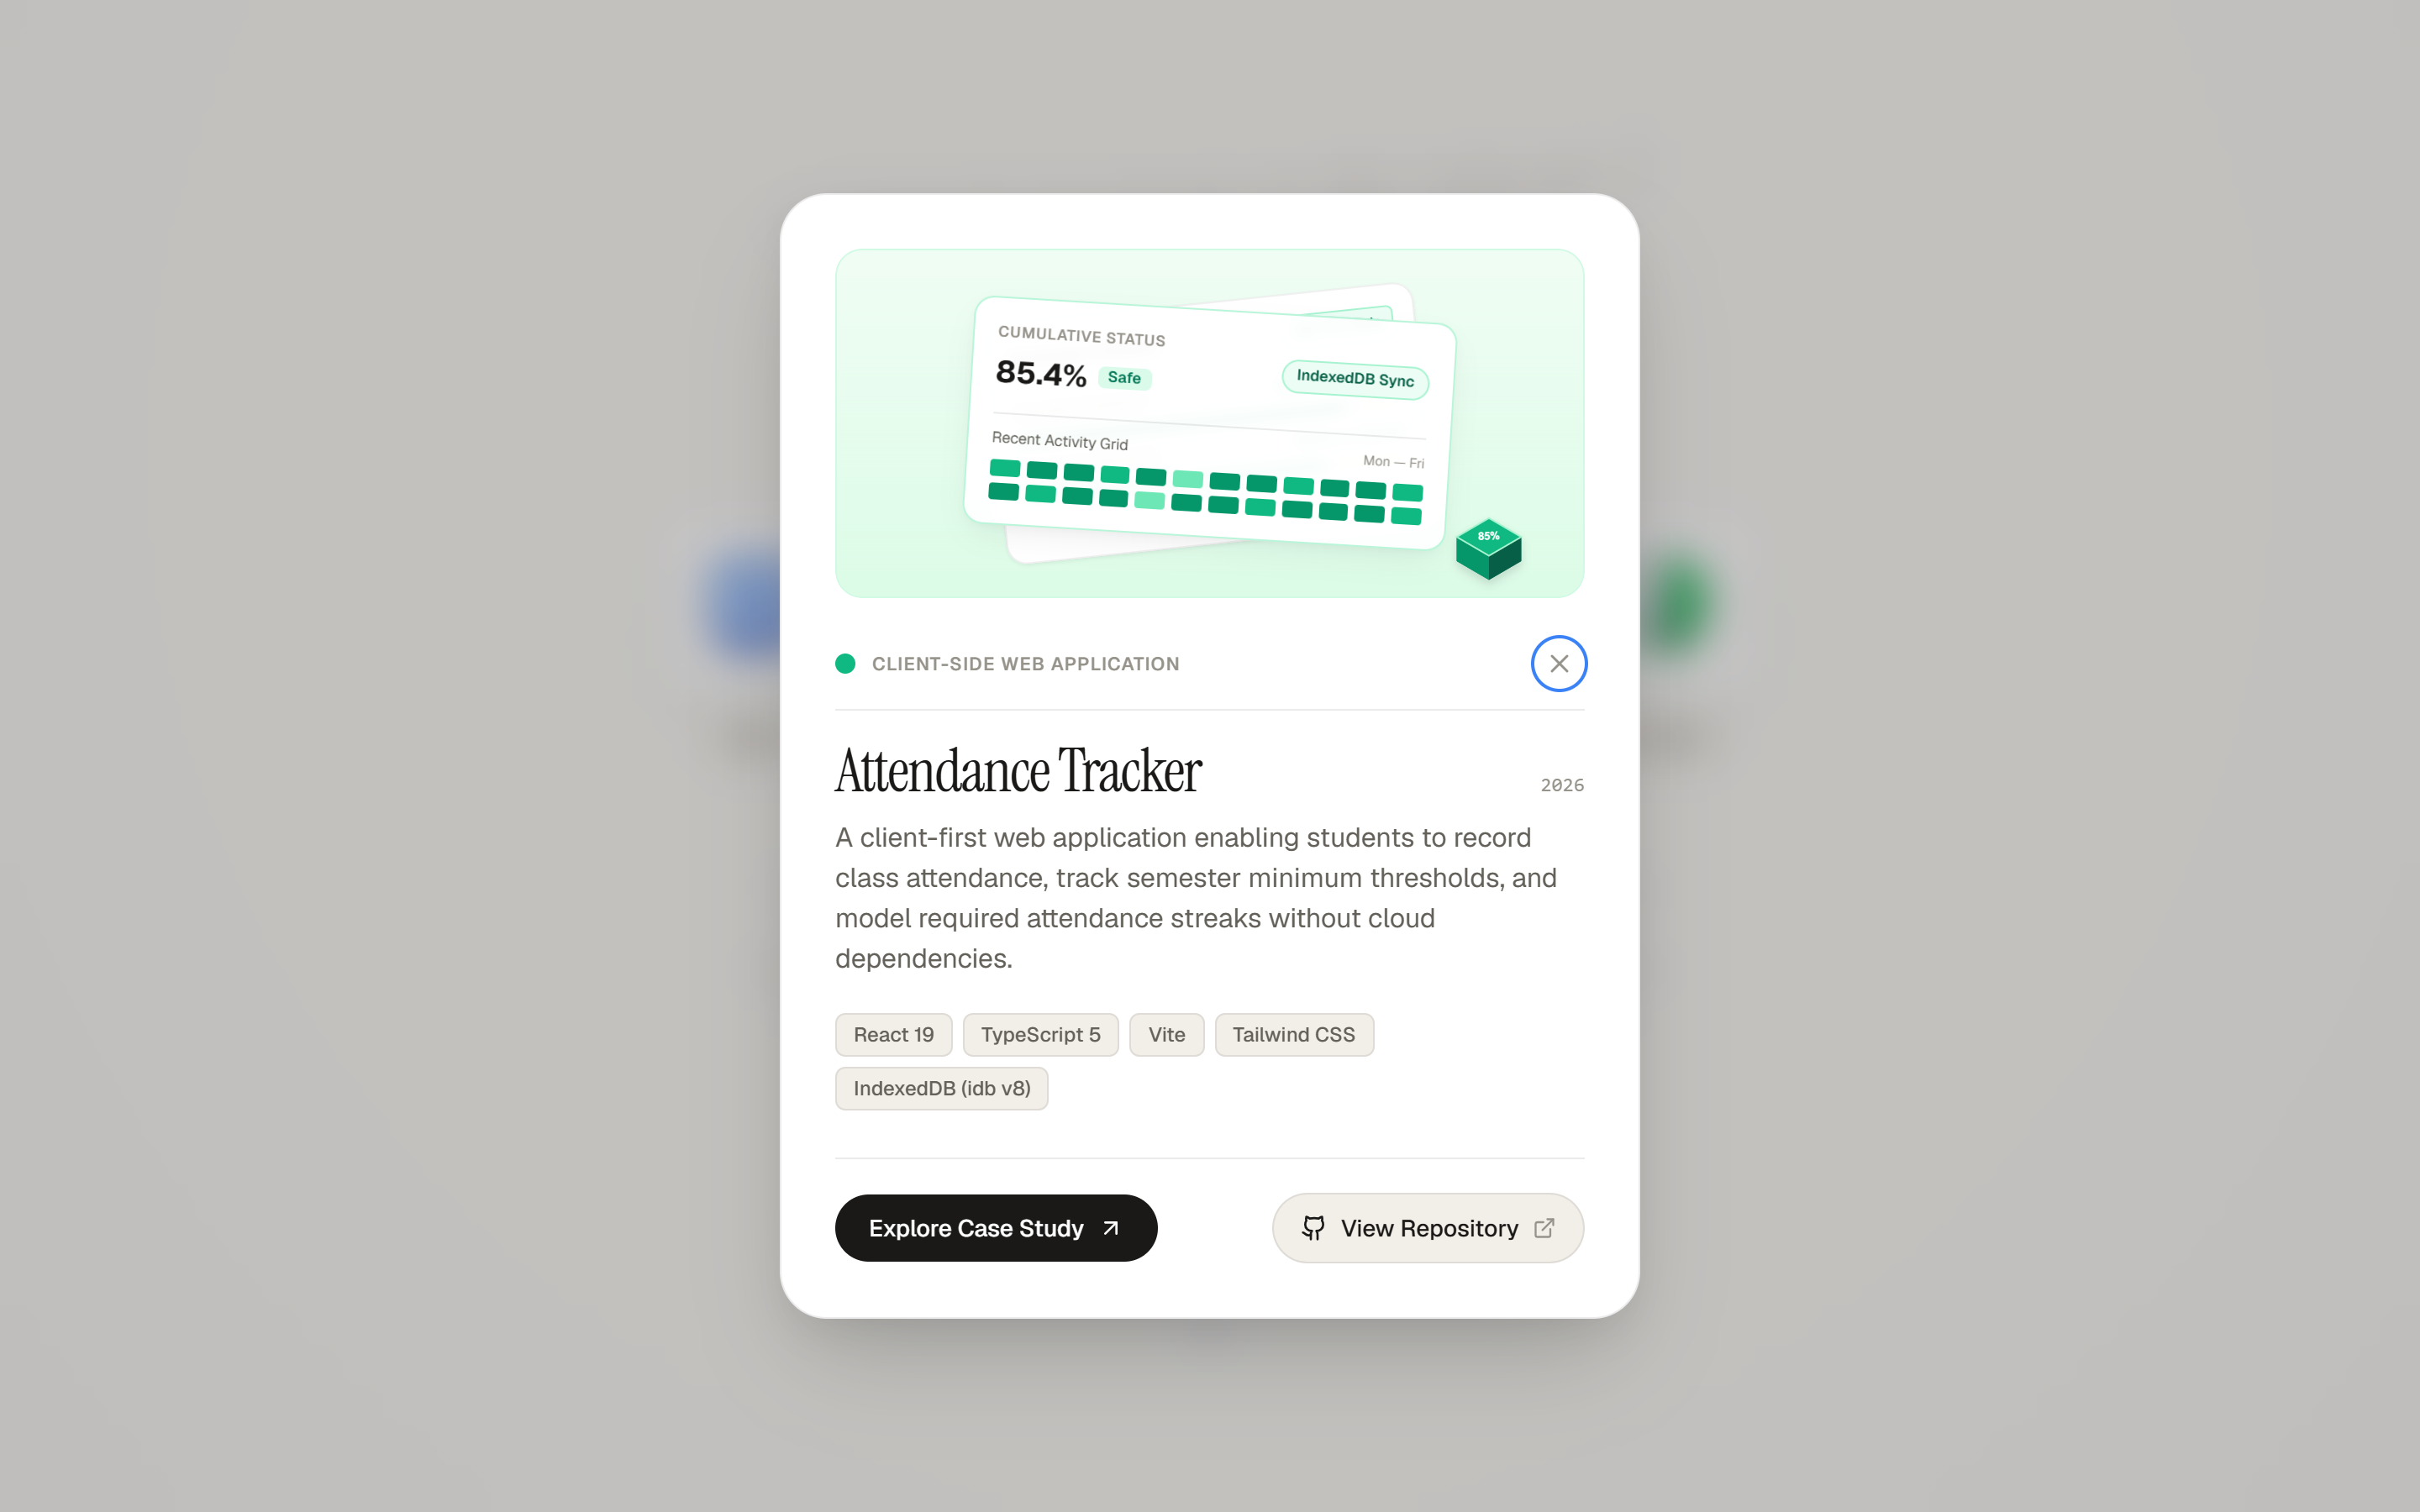 CUMULATIVE STATUS
85.4% Safe
IndexedDB Sync
Recent Activity Grid
Mon — Fri
85%
CLIENT-SIDE WEB APPLICATION
Attendance Tracker
2026
A client-first web application enabling students to record
class attendance, track semester minimum thresholds, and
model required attendance streaks without cloud
dependencies.
React 19
TypeScript 5
Vite
Tailwind CSS
IndexedDB (idb v8)
Explore Case Study
View Repository